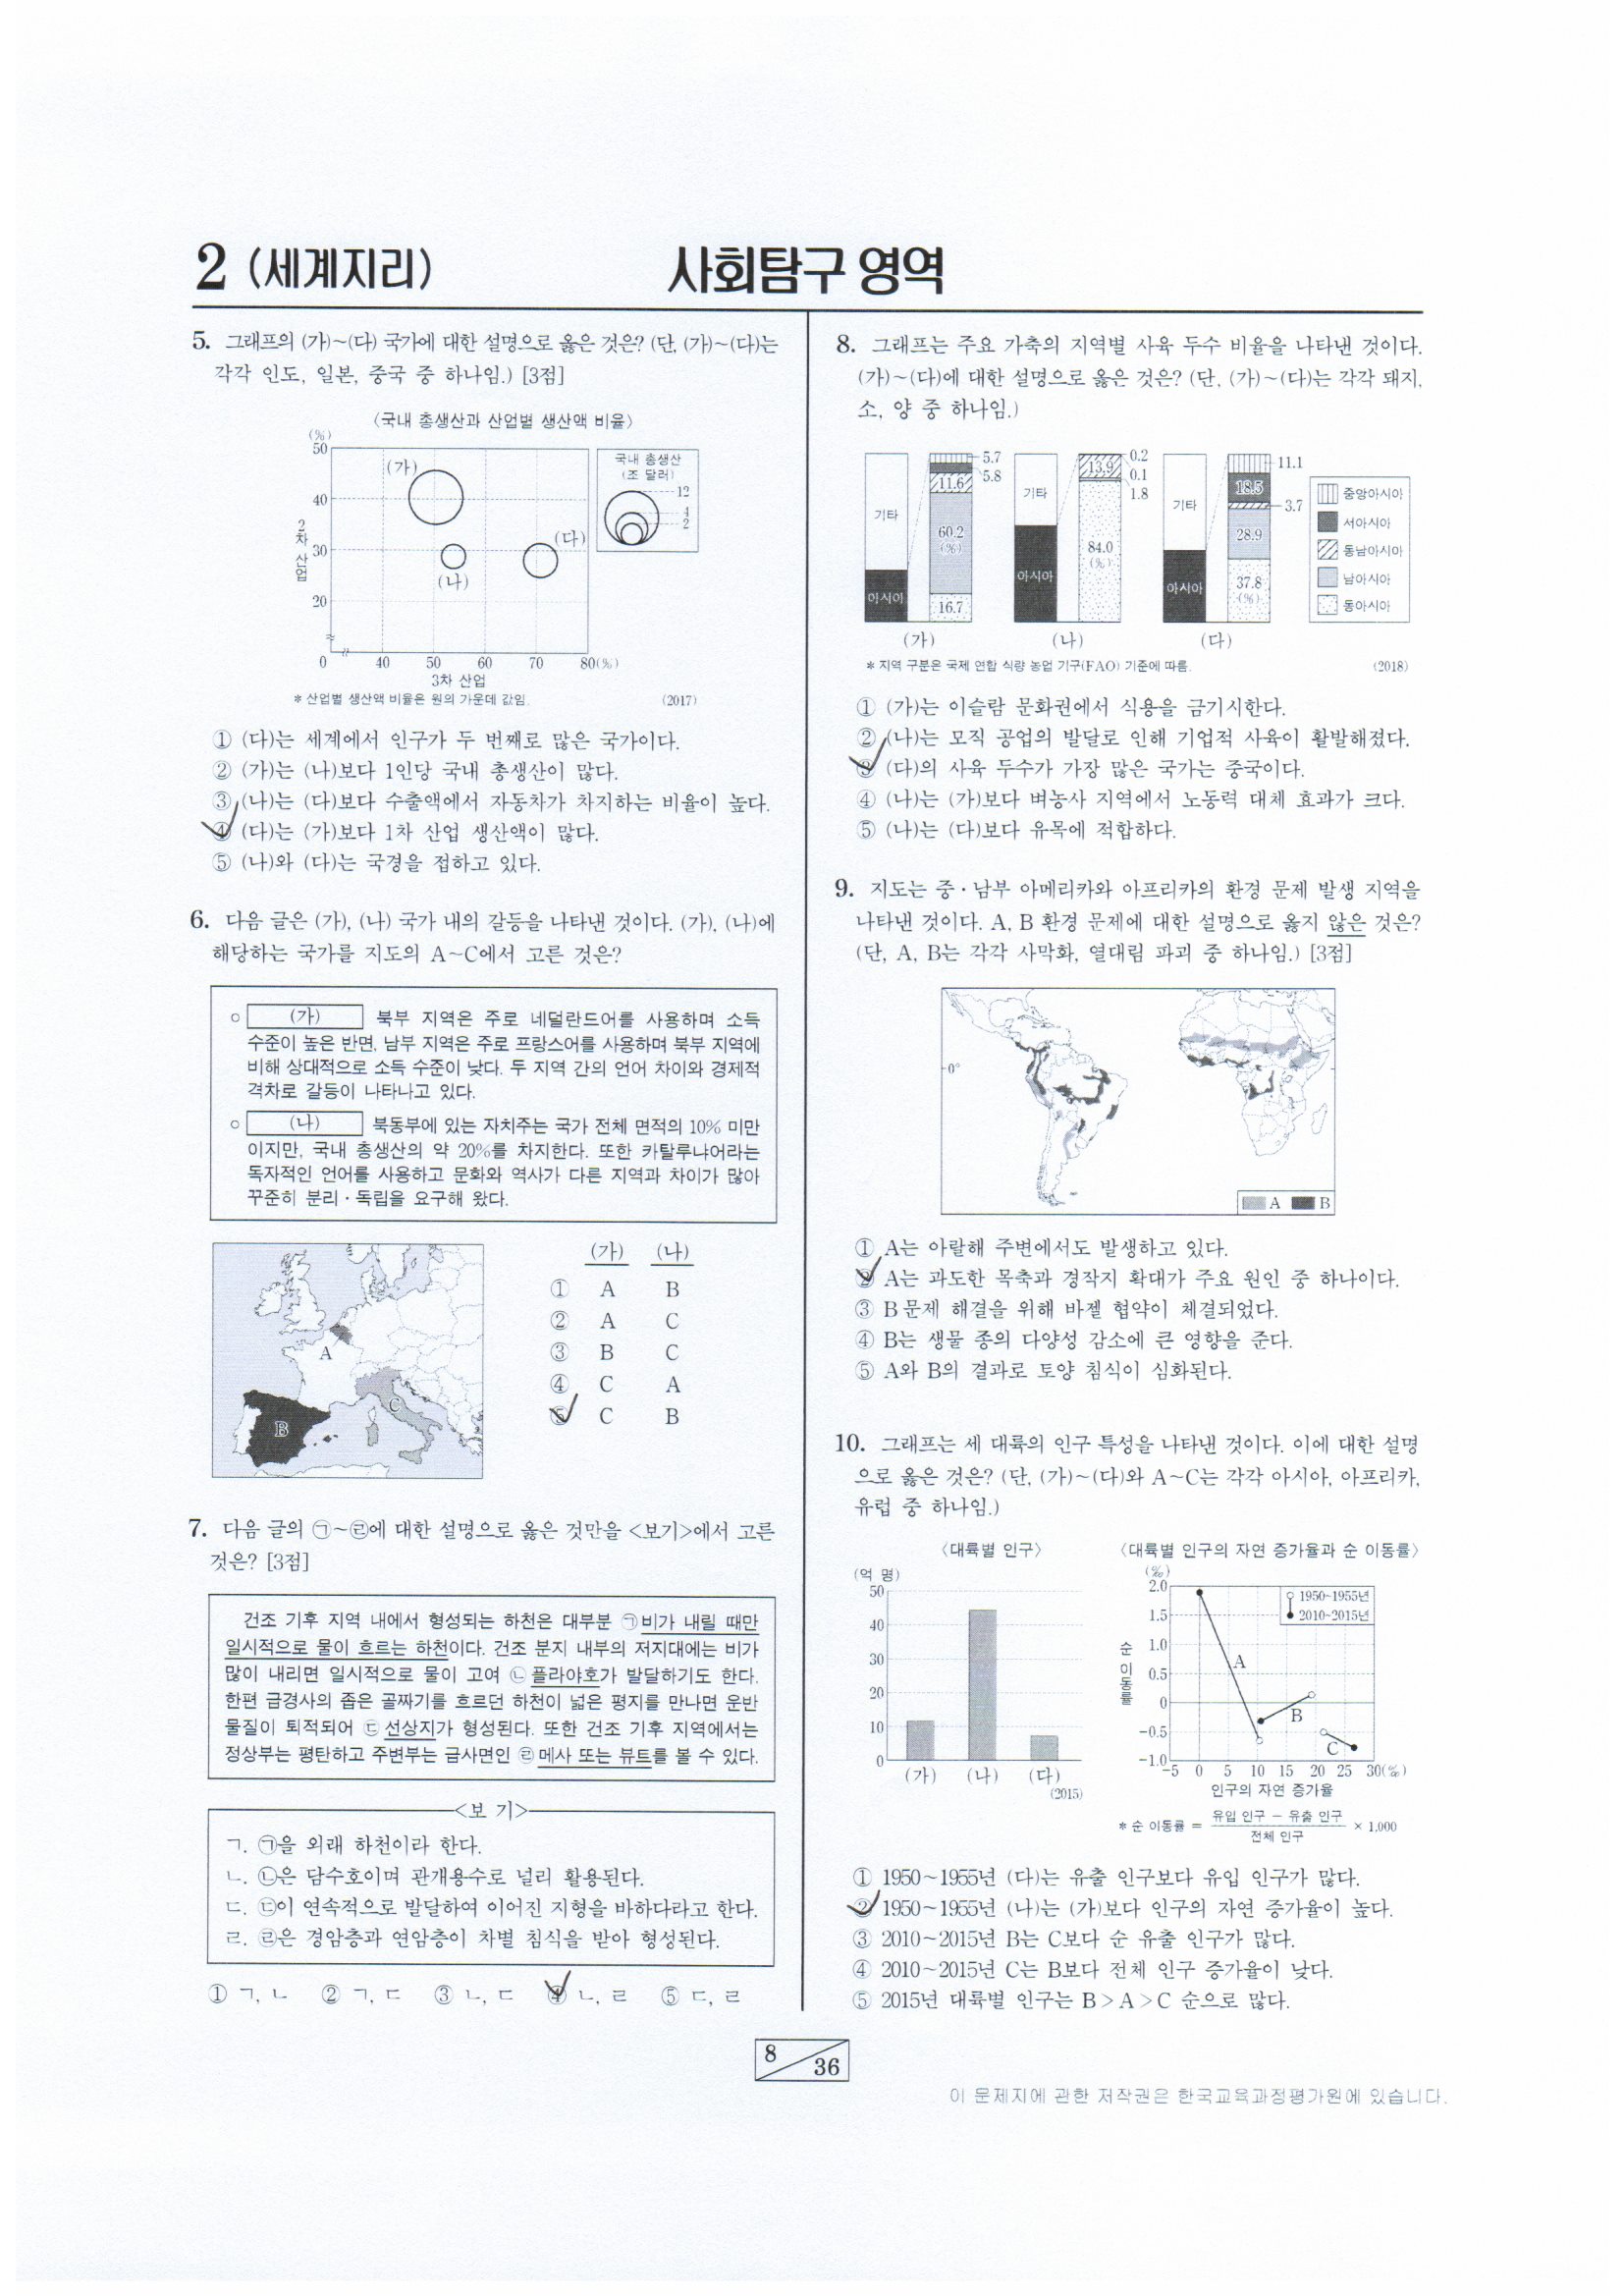 2 (세계지리)
사회탐구 영역
5. 그래프의 (가)~(다) 국가에 대한 설명으로 옳은 것은? (단, (가)~(다)는
각각 인도, 일본, 중국 중 하나임.) [3점]
〈국내 총생산과 산업별 생산액 비율〉
(%)
50
40
30
20
0
2차 산업
(가)
(나)
(다)
40 50 60 70 80(%)
3차 산업
국내 총생산
(조 달러)
12
4
2
* 산업별 생산액 비율은 원의 가운데 값임.
(2017)
① (다)는 세계에서 인구가 두 번째로 많은 국가이다.
② (가)는 (나)보다 1인당 국내 총생산이 많다.
③ (나)는 (다)보다 수출액에서 자동차가 차지하는 비율이 높다.
④ (다)는 (가)보다 1차 산업 생산액이 많다.
⑤ (나)와 (다)는 국경을 접하고 있다.
6. 다음 글은 (가), (나) 국가 내의 갈등을 나타낸 것이다. (가), (나)에
해당하는 국가를 지도의 A~C에서 고른 것은?
○ (가) 북부 지역은 주로 네덜란드어를 사용하며 소득
수준이 높은 반면, 남부 지역은 주로 프랑스어를 사용하며 북부 지역에
비해 상대적으로 소득 수준이 낮다. 두 지역 간의 언어 차이와 경제적
격차로 갈등이 나타나고 있다.
○ (나) 북동부에 있는 자치주는 국가 전체 면적의 10% 미만
이지만, 국내 총생산의 약 20%를 차지한다. 또한 카탈루냐어라는
독자적인 언어를 사용하고 문화와 역사가 다른 지역과 차이가 많아
꾸준히 분리·독립을 요구해 왔다.
A
B
C
(가) (나)
① A B
② A C
③ B C
④ C A
⑤ C B
7. 다음 글의 ㉠~㉣에 대한 설명으로 옳은 것만을 <보기>에서 고른
것은? [3점]
건조 기후 지역 내에서 형성되는 하천은 대부분 ㉠비가 내릴 때만
일시적으로 물이 흐르는 하천이다. 건조 분지 내부의 저지대에는 비가
많이 내리면 일시적으로 물이 고여 ㉡플라야호가 발달하기도 한다.
한편 급경사의 좁은 골짜기를 흐르던 하천이 넓은 평지를 만나면 운반
물질이 퇴적되어 ㉢선상지가 형성된다. 또한 건조 기후 지역에서는
정상부는 평탄하고 주변부는 급사면인 ㉣메사 또는 뷰트를 볼 수 있다.
<보 기>
ㄱ. ㉠을 외래 하천이라 한다.
ㄴ. ㉡은 담수호이며 관개용수로 널리 활용된다.
ㄷ. ㉢이 연속적으로 발달하여 이어진 지형을 바하다라고 한다.
ㄹ. ㉣은 경암층과 연암층이 차별 침식을 받아 형성된다.
① ㄱ, ㄴ ② ㄱ, ㄷ ③ ㄴ, ㄷ ④ ㄴ, ㄹ ⑤ ㄷ, ㄹ
8. 그래프는 주요 가축의 지역별 사육 두수 비율을 나타낸 것이다.
(가)~(다)에 대한 설명으로 옳은 것은? (단, (가)~(다)는 각각 돼지,
소, 양 중 하나임.)
기타
아시아
5.7
5.8
11.6
60.2
(%)
16.7
(가)
기타
아시아
0.2
13.9
0.1
1.8
84.0
(%)
(나)
기타
아시아
11.1
18.5
3.7
28.9
37.8
(%)
(다)
중앙아시아
서아시아
동남아시아
남아시아
동아시아
* 지역 구분은 국제 연합 식량 농업 기구(FAO) 기준에 따름.
(2018)
① (가)는 이슬람 문화권에서 식용을 금기시한다.
② (나)는 모직 공업의 발달로 인해 기업적 사육이 활발해졌다.
③ (다)의 사육 두수가 가장 많은 국가는 중국이다.
④ (나)는 (가)보다 벼농사 지역에서 노동력 대체 효과가 크다.
⑤ (나)는 (다)보다 유목에 적합하다.
9. 지도는 중·남부 아메리카와 아프리카의 환경 문제 발생 지역을
나타낸 것이다. A, B 환경 문제에 대한 설명으로 옳지 않은 것은?
(단, A, B는 각각 사막화, 열대림 파괴 중 하나임.) [3점]
0°
A B
① A는 아랄해 주변에서도 발생하고 있다.
② A는 과도한 목축과 경작지 확대가 주요 원인 중 하나이다.
③ B 문제 해결을 위해 바젤 협약이 체결되었다.
④ B는 생물 종의 다양성 감소에 큰 영향을 준다.
⑤ A와 B의 결과로 토양 침식이 심화된다.
10. 그래프는 세 대륙의 인구 특성을 나타낸 것이다. 이에 대한 설명
으로 옳은 것은? (단, (가)~(다)와 A~C는 각각 아시아, 아프리카,
유럽 중 하나임.)
〈대륙별 인구〉
(억 명)
50
40
30
20
10
0
(가) (나) (다)
(2015)
〈대륙별 인구의 자연 증가율과 순 이동률〉
(‰)
2.0
1.5
1.0
0.5
0
-0.5
-1.0
순 이동률
1950~1955년
2010~2015년
A
B
C
-5 0 5 10 15 20 25 30(‰)
인구의 자연 증가율
* 순 이동률 = 유입 인구 - 유출 인구 / 전체 인구 × 1,000
① 1950~1955년 (다)는 유출 인구보다 유입 인구가 많다.
② 1950~1955년 (나)는 (가)보다 인구의 자연 증가율이 높다.
③ 2010~2015년 B는 C보다 순 유출 인구가 많다.
④ 2010~2015년 C는 B보다 전체 인구 증가율이 낮다.
⑤ 2015년 대륙별 인구는 B>A>C 순으로 많다.
8
36
이 문제지에 관한 저작권은 한국교육과정평가원에 있습니다.